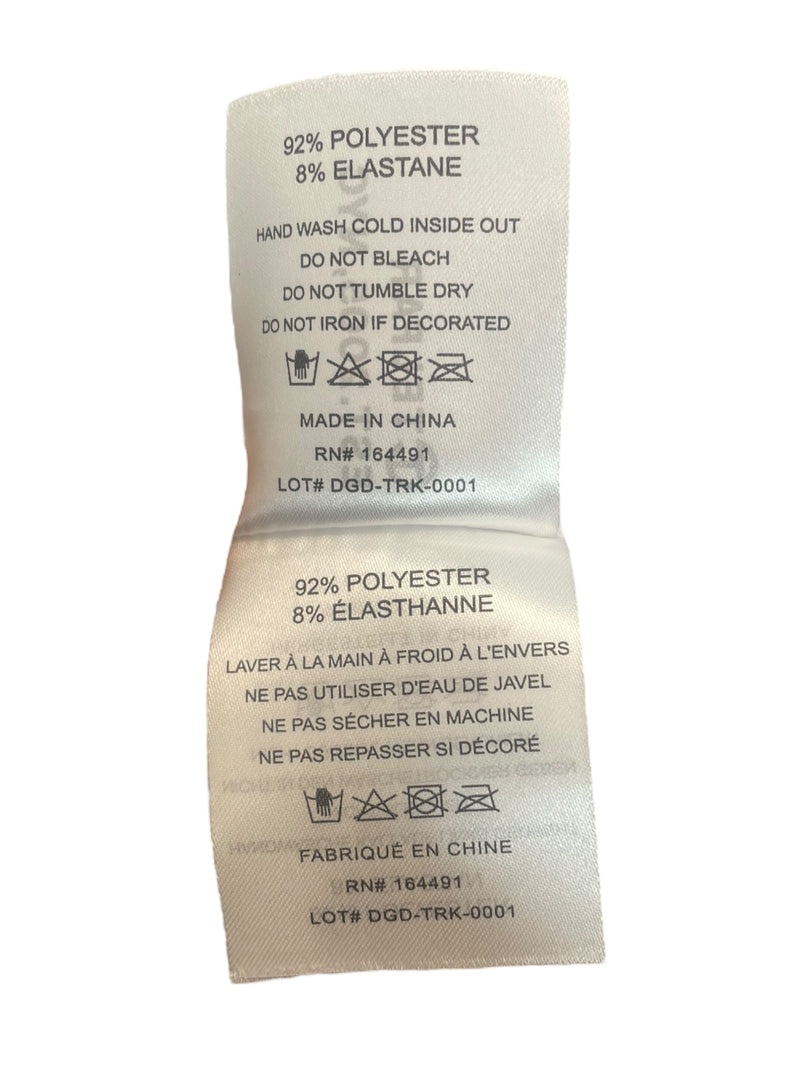 92% POLYESTER
8% ELASTANE
HAND WASH COLD INSIDE OUT
DO NOT BLEACH
DO NOT TUMBLE DRY
DO NOT IRON IF DECORATED
MADE IN CHINA
RN# 164491
LOT# DGD-TRK-0001
92% POLYESTER
8% ÉLASTHANNE
LAVER À LA MAIN À FROID À L'ENVERS
NE PAS UTILISER D'EAU DE JAVEL
NE PAS SÉCHER EN MACHINE
NE PAS REPASSER SI DÉCORÉ
FABRIQUÉ EN CHINE
RN# 164491
LOT# DGD-TRK-0001